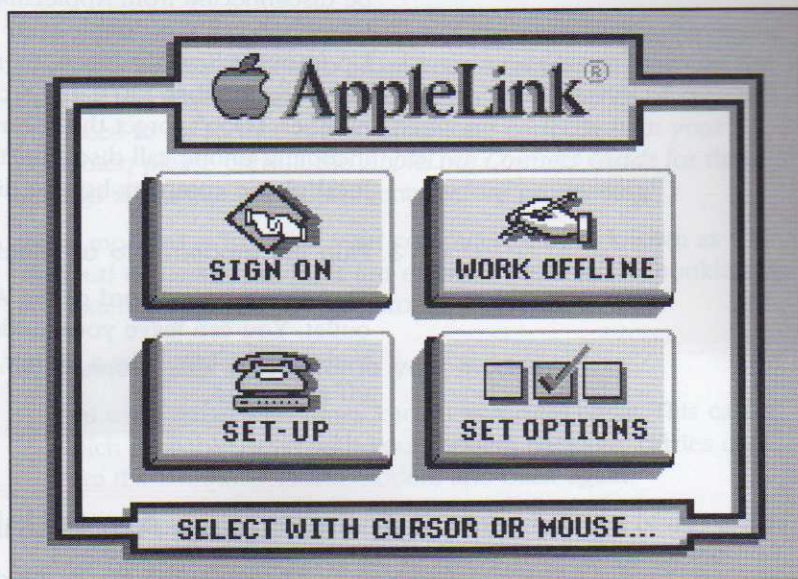 AppleLink®
SIGN ON
WORK OFFLINE
SET-UP
SET OPTIONS
SELECT WITH CURSOR OR MOUSE...